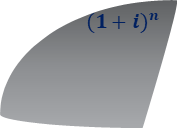 (1 + i)ⁿ